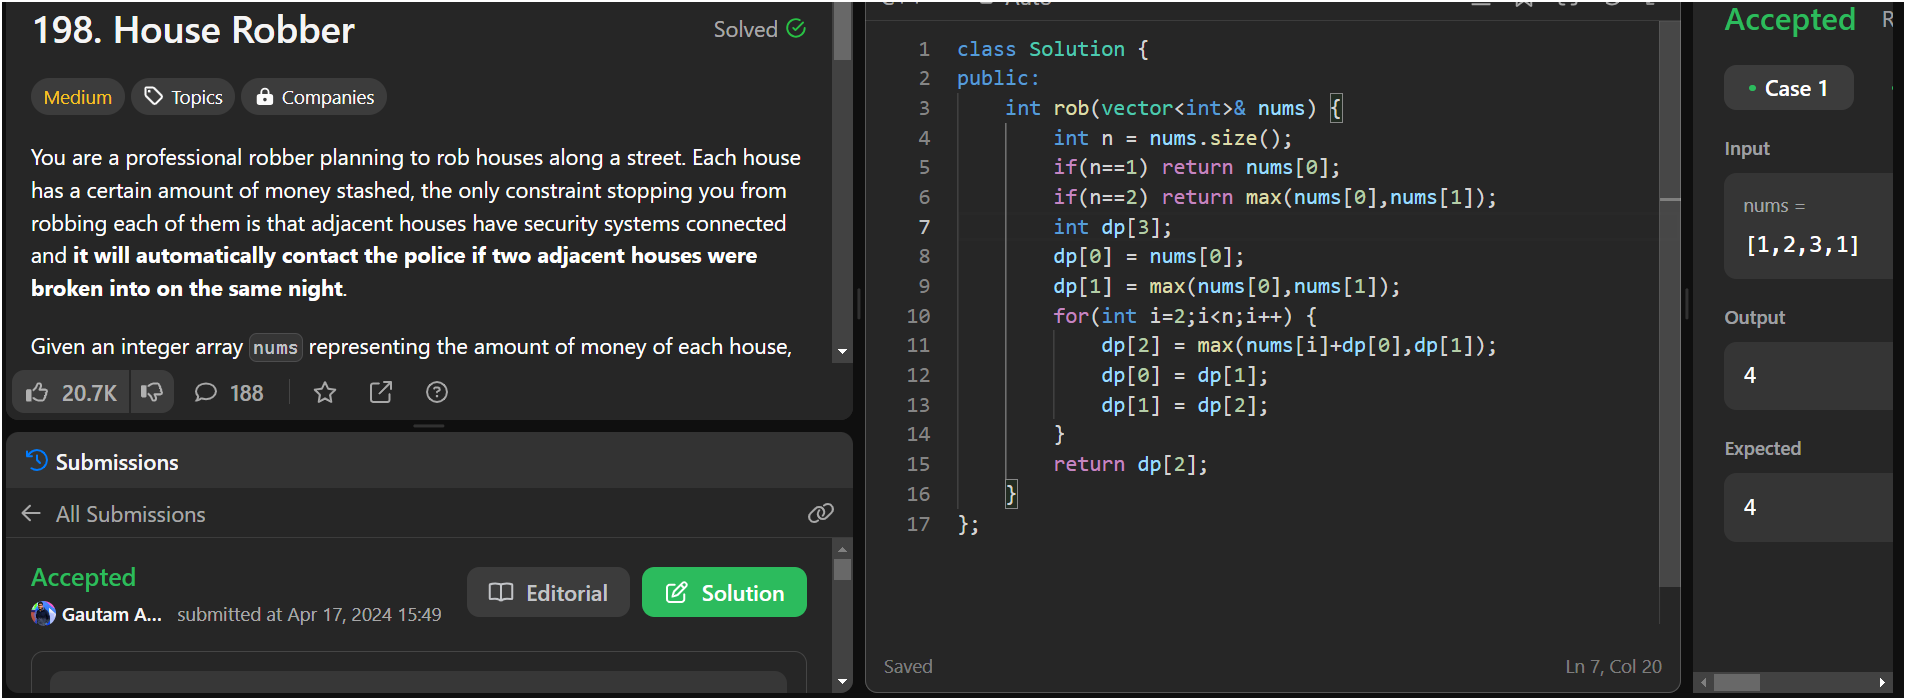 198. House Robber
Solved
Medium
Topics
Companies
You are a professional robber planning to rob houses along a street. Each house
has a certain amount of money stashed, the only constraint stopping you from
robbing each of them is that adjacent houses have security systems connected
and it will automatically contact the police if two adjacent houses were
broken into on the same night.
Given an integer array nums representing the amount of money of each house,
20.7K
188
Submissions
All Submissions
Accepted
Gautam A... submitted at Apr 17, 2024 15:49
Editorial
Solution
1 class Solution {
2 public:
3     int rob(vector<int>& nums) {
4         int n = nums.size();
5         if(n==1) return nums[0];
6         if(n==2) return max(nums[0],nums[1]);
7         int dp[3];
8         dp[0] = nums[0];
9         dp[1] = max(nums[0],nums[1]);
10         for(int i=2;i<n;i++) {
11             dp[2] = max(nums[i]+dp[0],dp[1]);
12             dp[0] = dp[1];
13             dp[1] = dp[2];
14         }
15         return dp[2];
16     }
17 };
Saved
Ln 7, Col 20
Accepted
Case 1
Input
nums =
[1,2,3,1]
Output
4
Expected
4